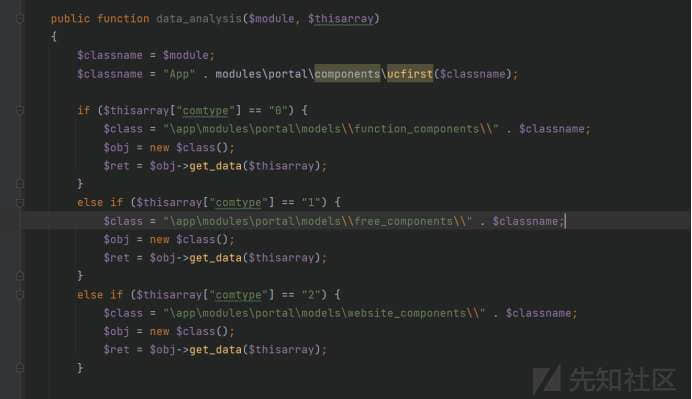 public function data_analysis($module, $thisarray)
{
    $classname = $module;
    $classname = "App" . modules\portal\components\ucfirst($classname);

    if ($thisarray["comtype"] == "0") {
        $class = "\app\modules\portal\models\\function_components\\" . $classname;
        $obj = new $class();
        $ret = $obj->get_data($thisarray);
    }
    else if ($thisarray["comtype"] == "1") {
        $class = "\app\modules\portal\models\\free_components\\" . $classname;
        $obj = new $class();
        $ret = $obj->get_data($thisarray);
    }
    else if ($thisarray["comtype"] == "2") {
        $class = "\app\modules\portal\models\website_components\\" . $classname;
        $obj = new $class();
        $ret = $obj->get_data($thisarray);
    }
先知社区